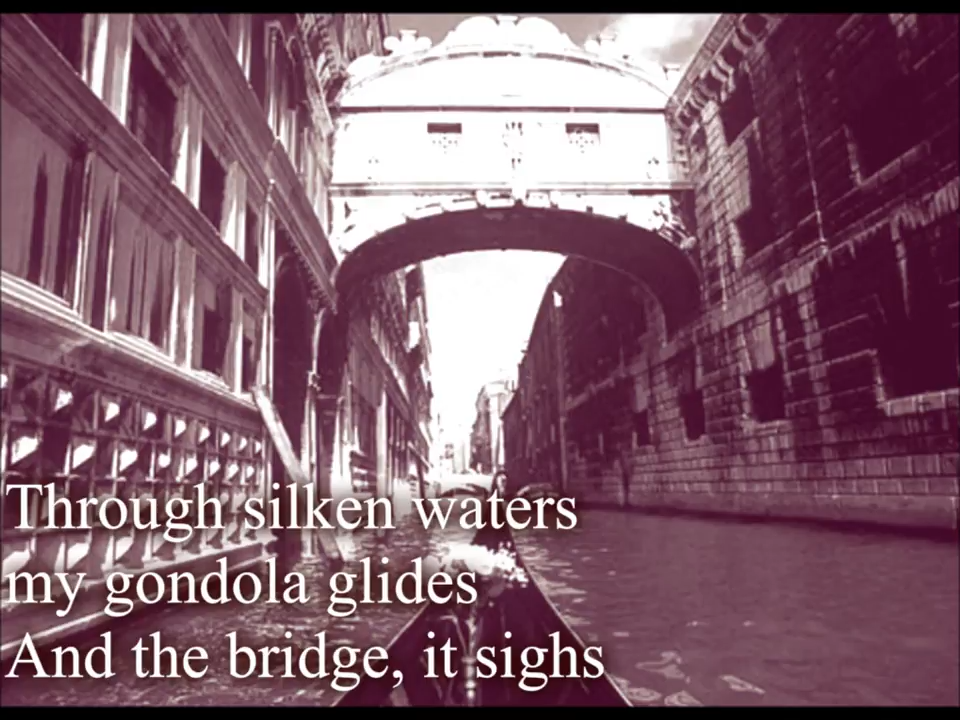 Through silken waters
my gondola glides
And the bridge, it sighs